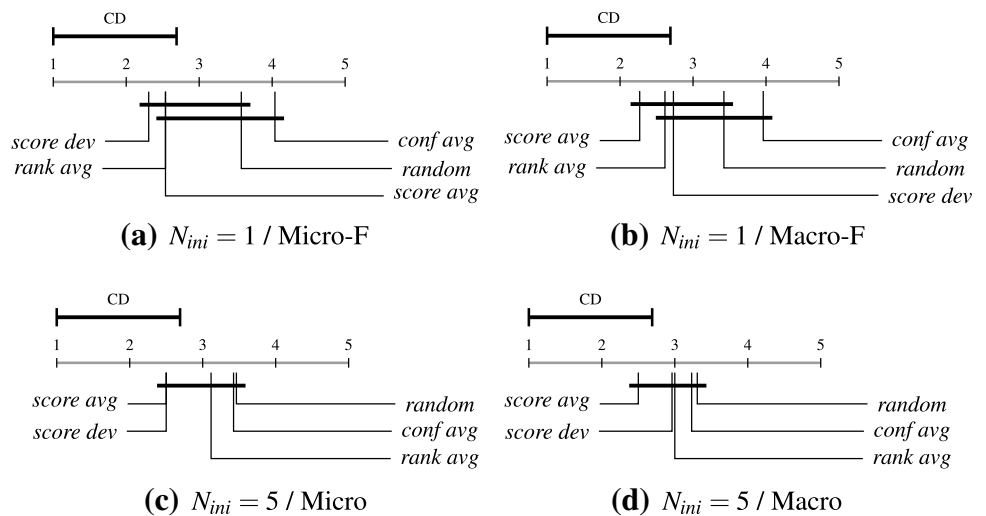 CD
1 2 3 4 5
score dev conf avg
rank avg random
score avg
(a) N_ini = 1 / Micro-F
CD
1 2 3 4 5
score avg conf avg
rank avg random
score dev
(b) N_ini = 1 / Macro-F
CD
1 2 3 4 5
score avg random
score dev conf avg
rank avg
(c) N_ini = 5 / Micro
CD
1 2 3 4 5
score avg random
score dev conf avg
rank avg
(d) N_ini = 5 / Macro